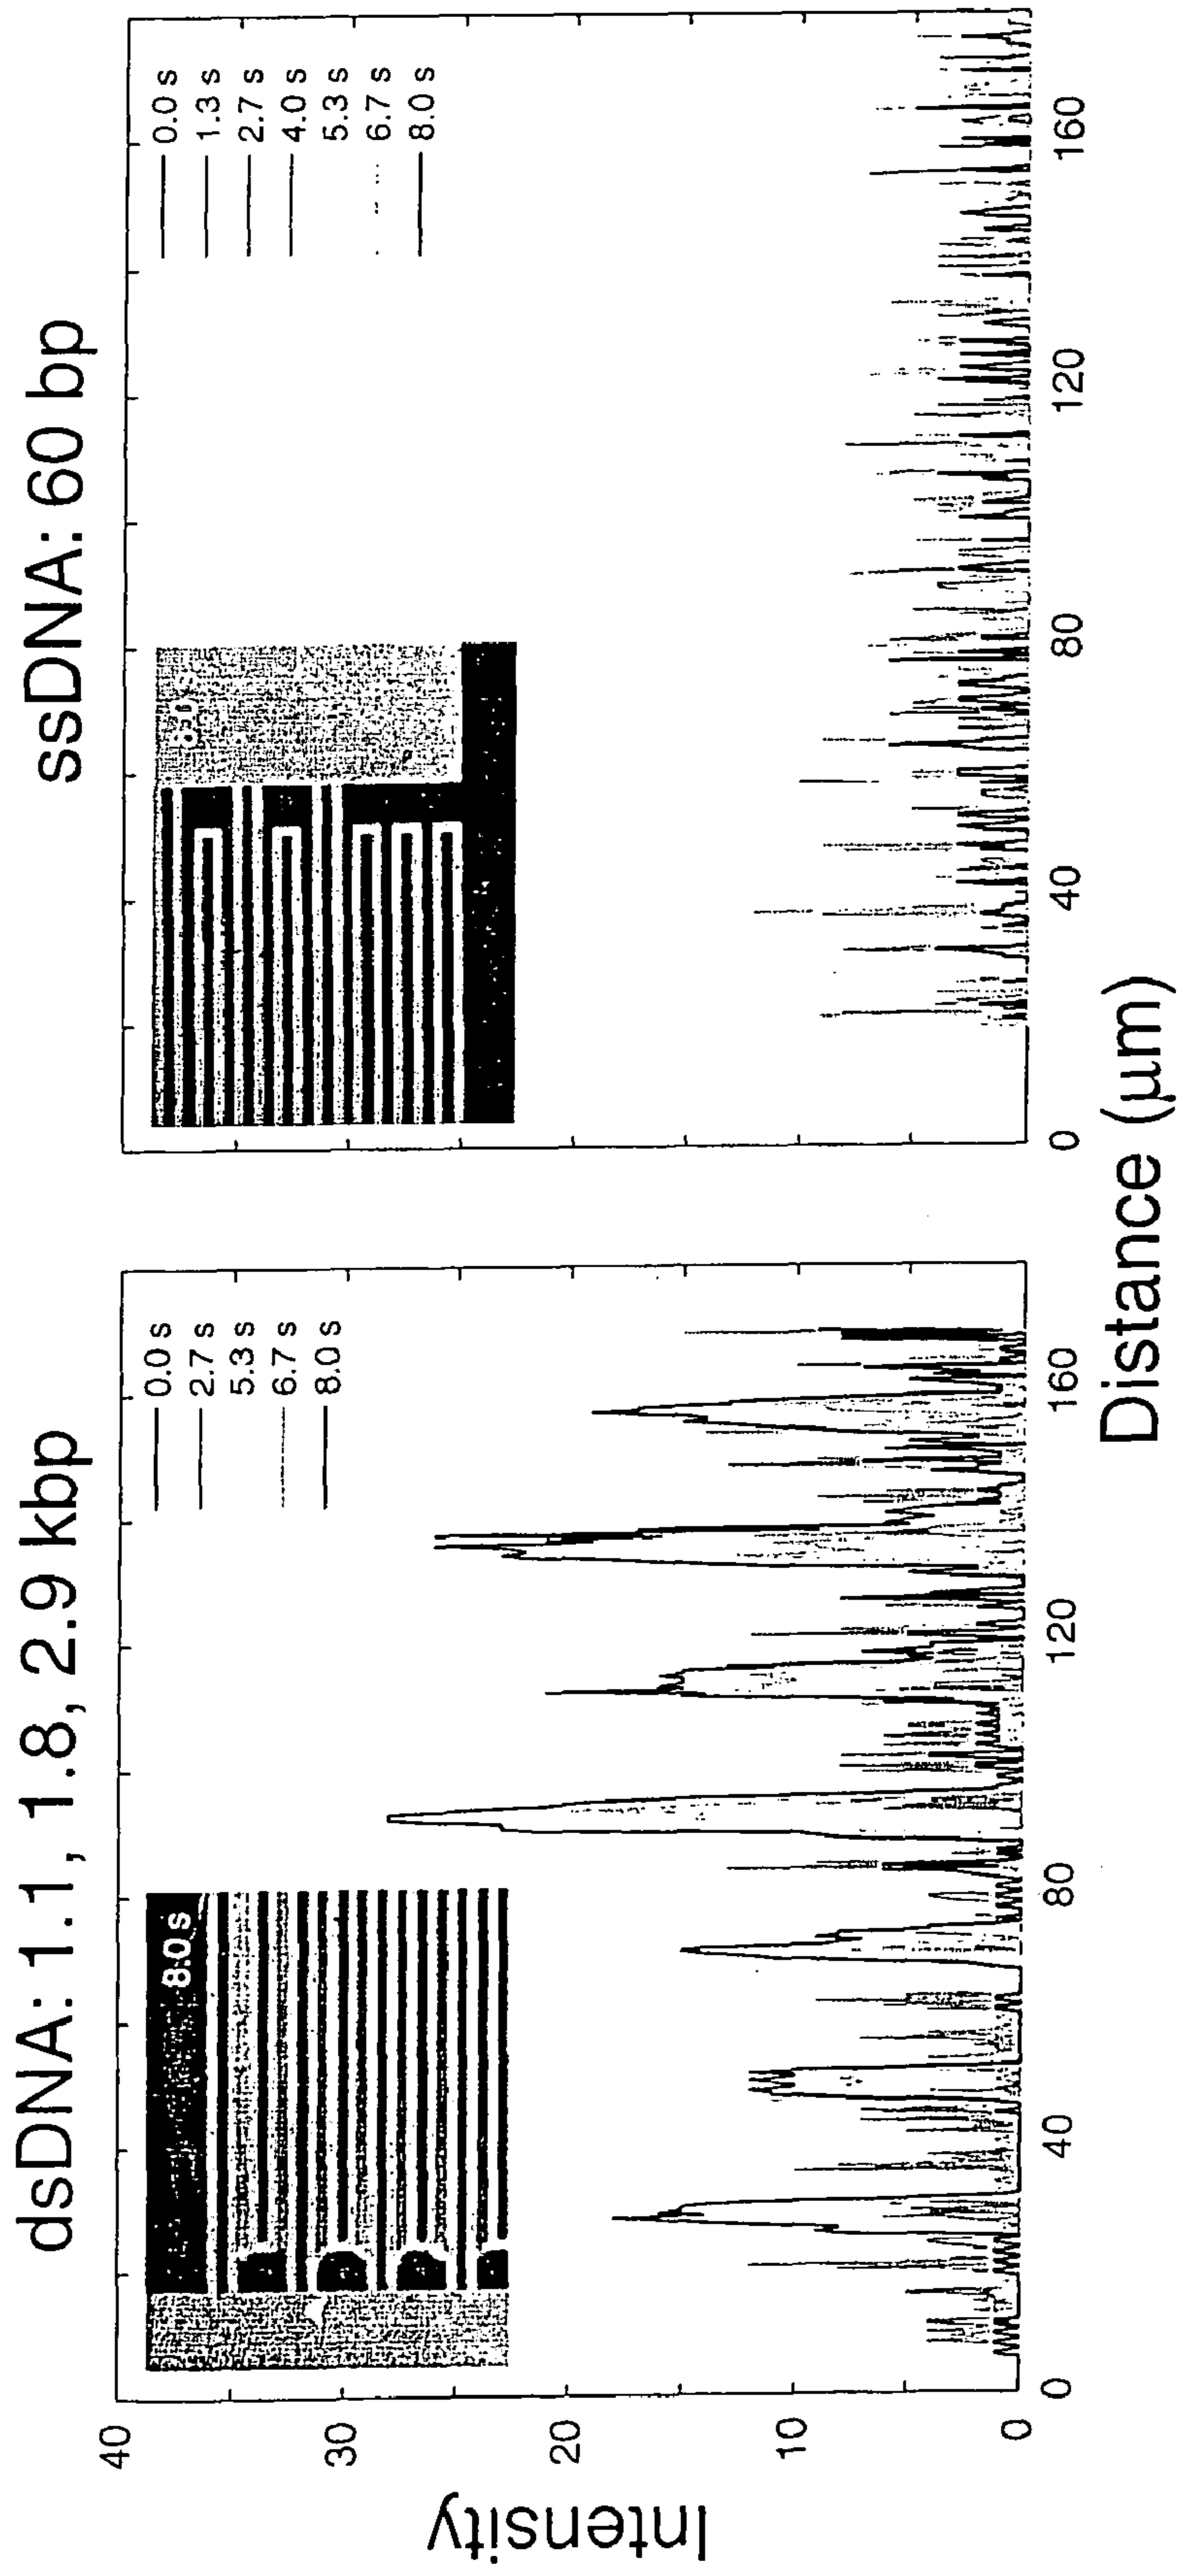 dsDNA: 1.1, 1.8, 2.9 kbp
ssDNA: 60 bp
Intensity
40
30
20
10
0
8.0 s
0.0 s
2.7 s
5.3 s
6.7 s
8.0 s
8.0 s
0.0 s
1.3 s
2.7 s
4.0 s
5.3 s
6.7 s
8.0 s
0 40 80 120 160
0 40 80 120 160
Distance (µm)